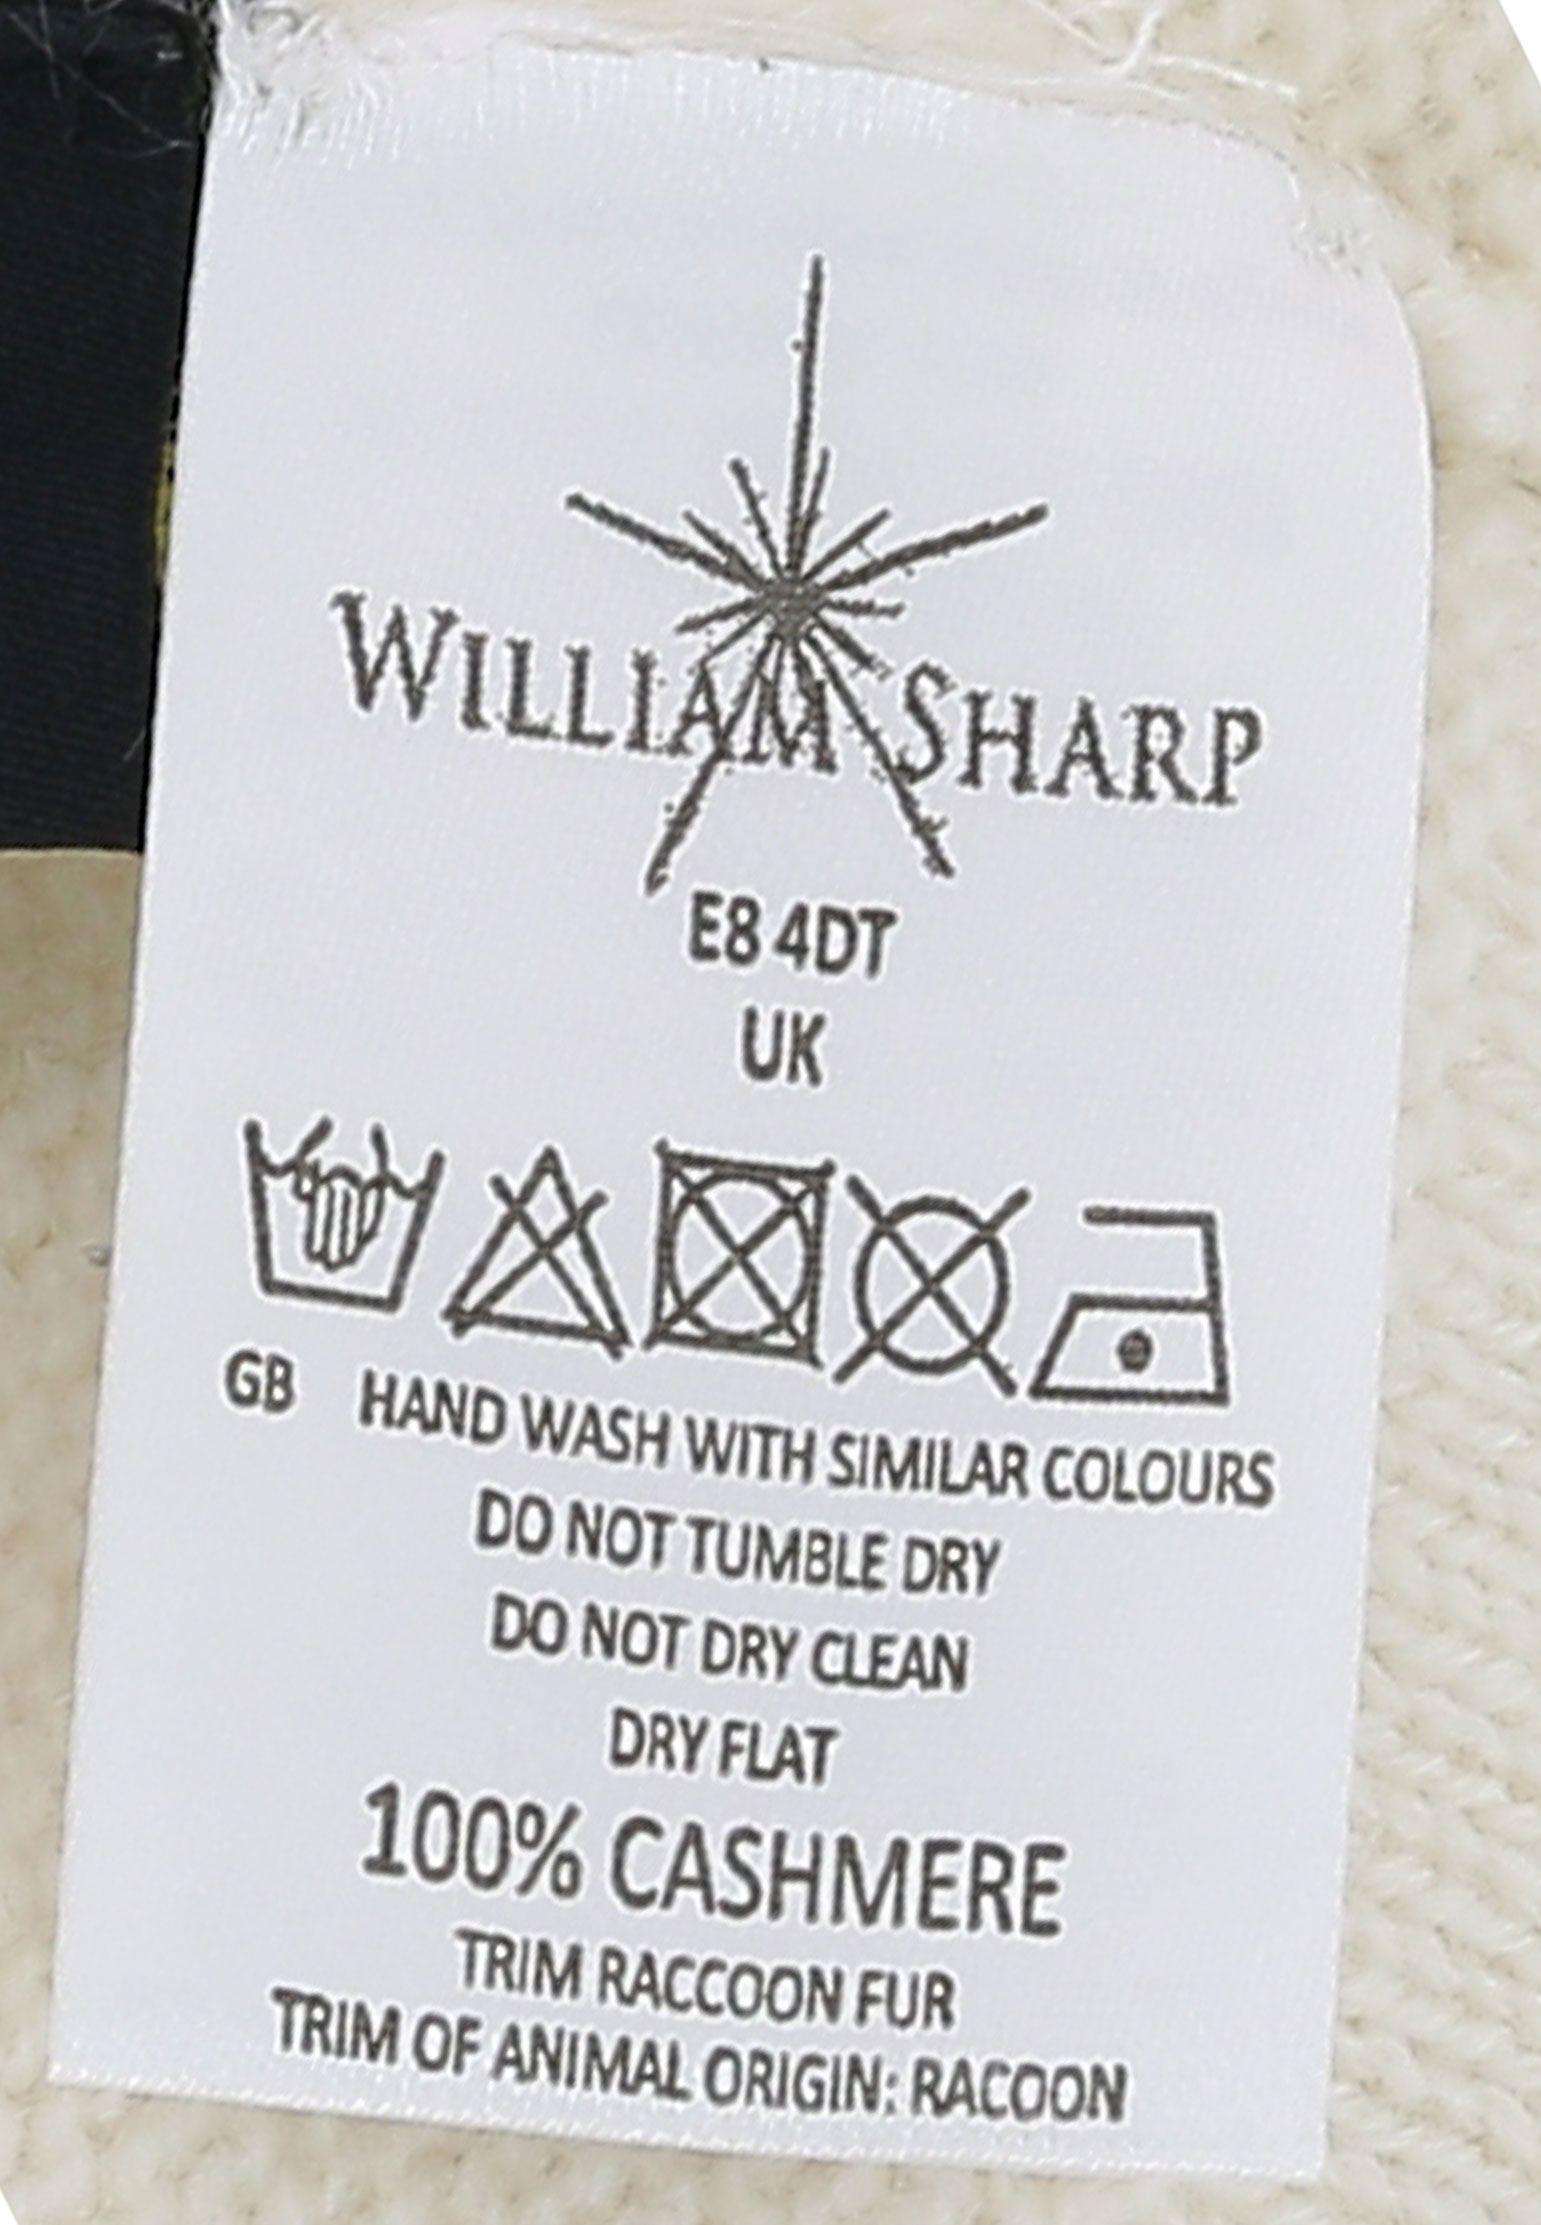 WILLIAM SHARP
E8 4DT
UK
GB HAND WASH WITH SIMILAR COLOURS
DO NOT TUMBLE DRY
DO NOT DRY CLEAN
DRY FLAT
100% CASHMERE
TRIM RACCOON FUR
TRIM OF ANIMAL ORIGIN: RACOON